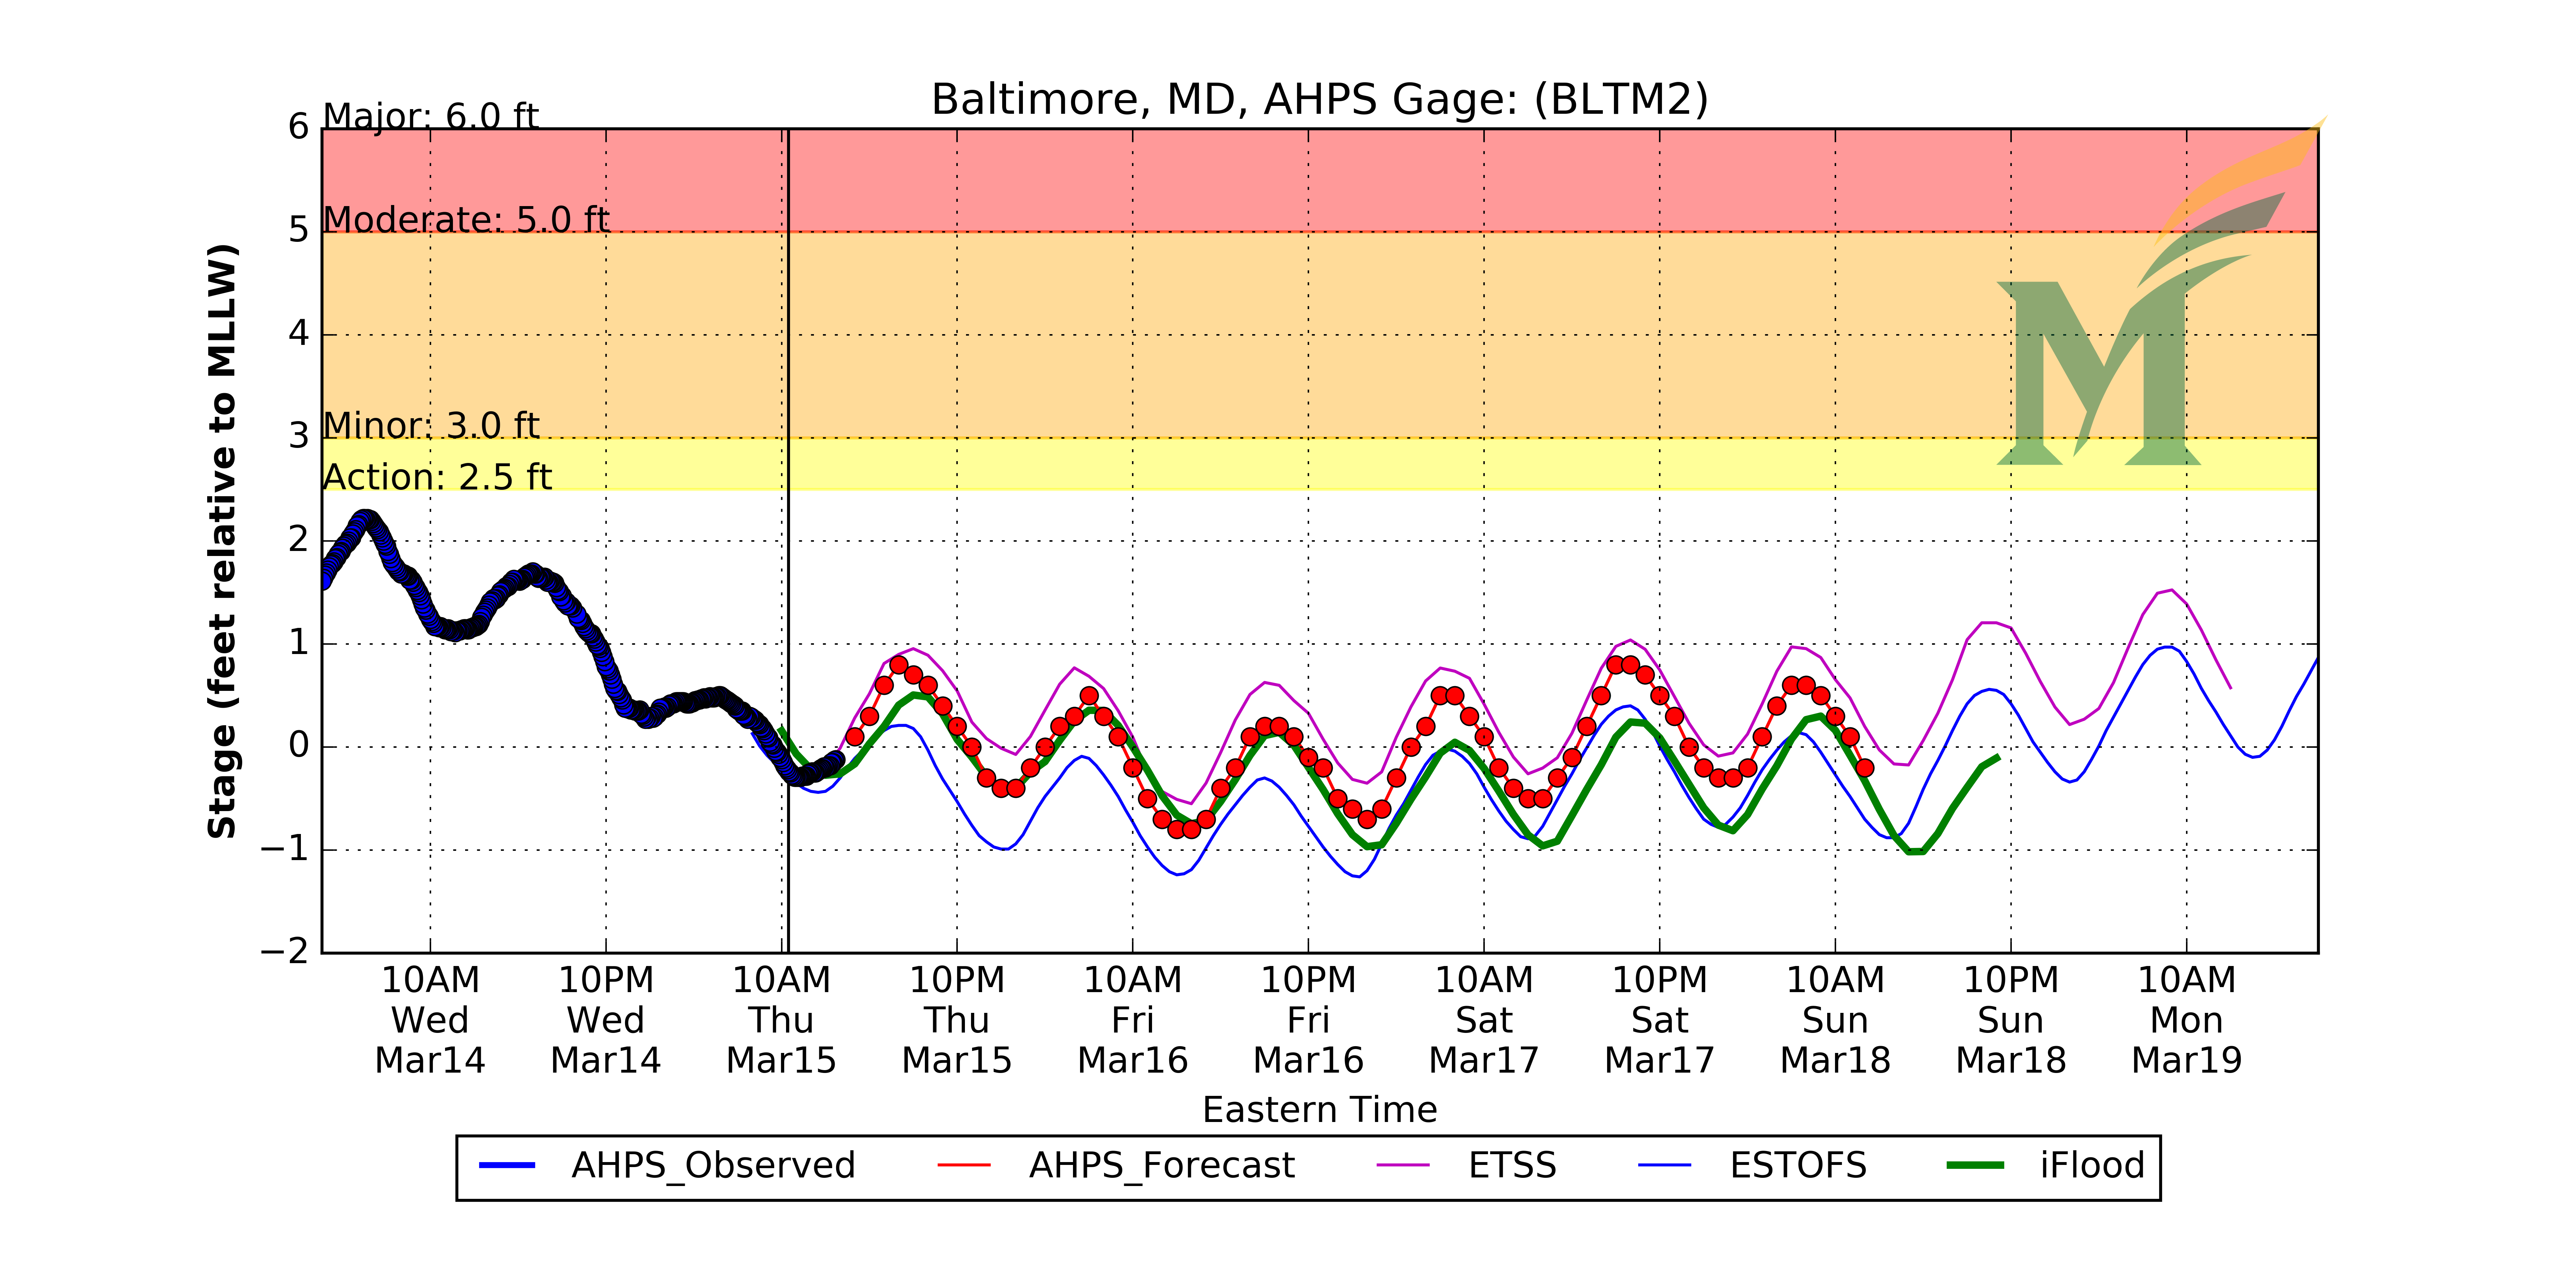 Baltimore, MD, AHPS Gage: (BLTM2)
Stage (feet relative to MLLW)
6
5
4
3
2
1
0
−1
−2
Major: 6.0 ft
Moderate: 5.0 ft
Minor: 3.0 ft
Action: 2.5 ft
10AM 10PM 10AM 10PM 10AM 10PM 10AM 10PM 10AM 10PM 10AM
Wed Wed Thu Thu Fri Fri Sat Sat Sun Sun Mon
Mar14 Mar14 Mar15 Mar15 Mar16 Mar16 Mar17 Mar17 Mar18 Mar18 Mar19
Eastern Time
AHPS_Observed AHPS_Forecast ETSS ESTOFS iFlood